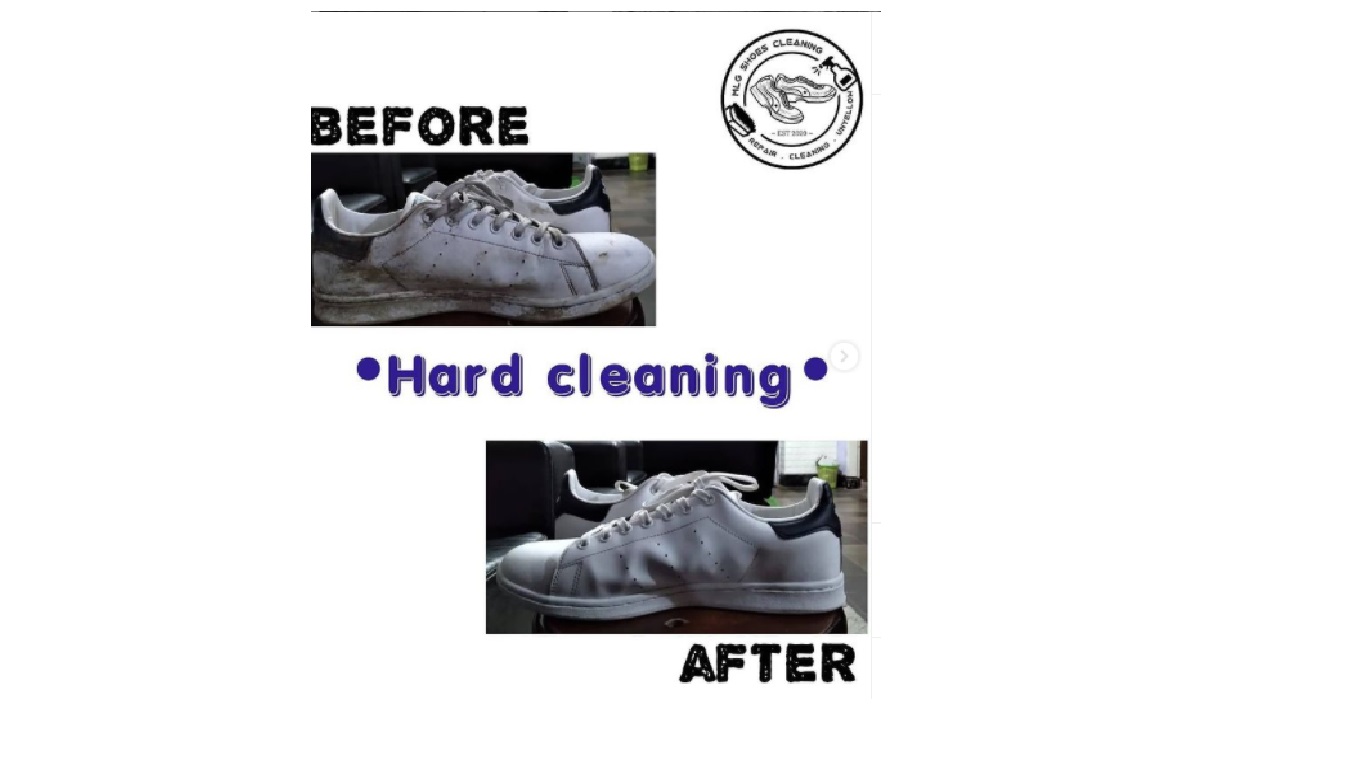 MLG SHOES CLEANING
- EST 2020 -
REPAIR . CLEANING . UNYELLOW
BEFORE
•Hard cleaning•
AFTER